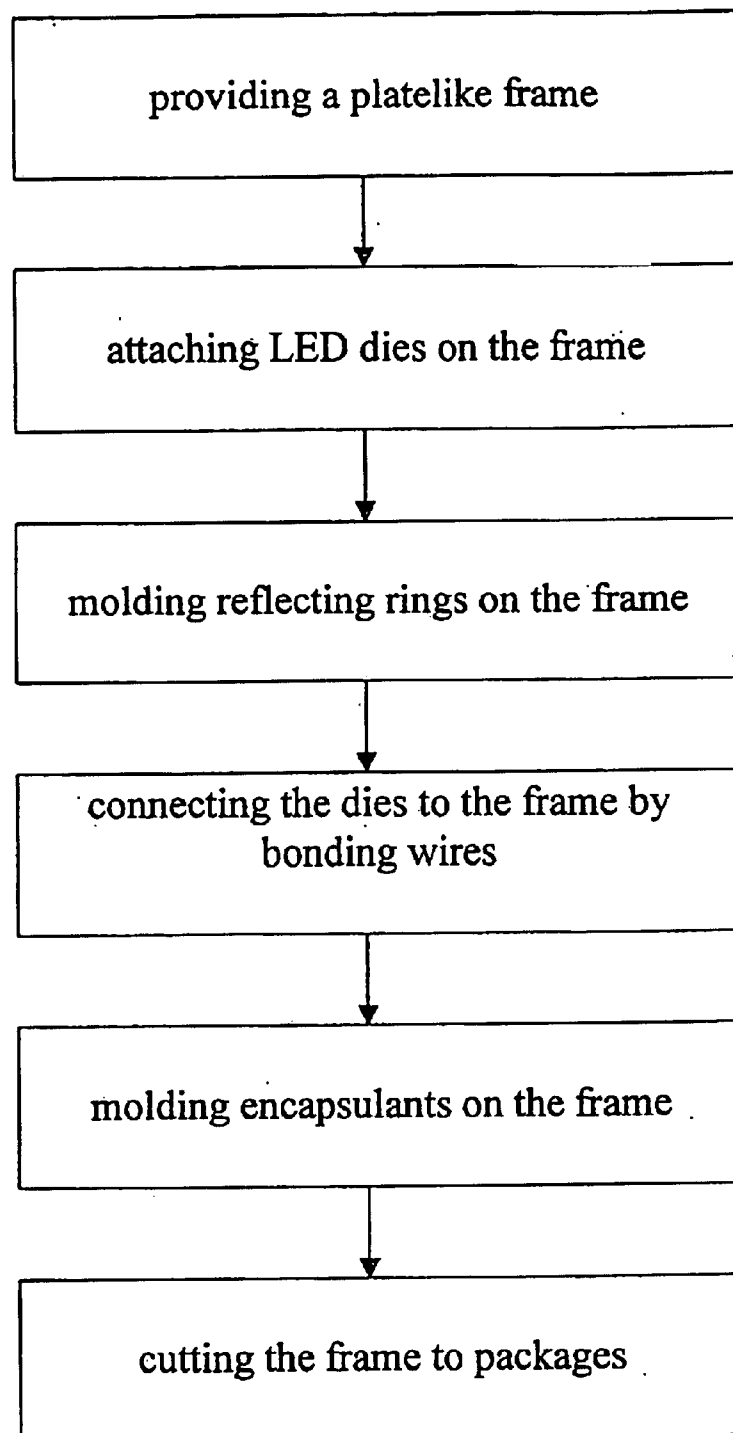 providing a platelike frame
attaching LED dies on the frame
molding reflecting rings on the frame
connecting the dies to the frame by
bonding wires
molding encapsulants on the frame
cutting the frame to packages